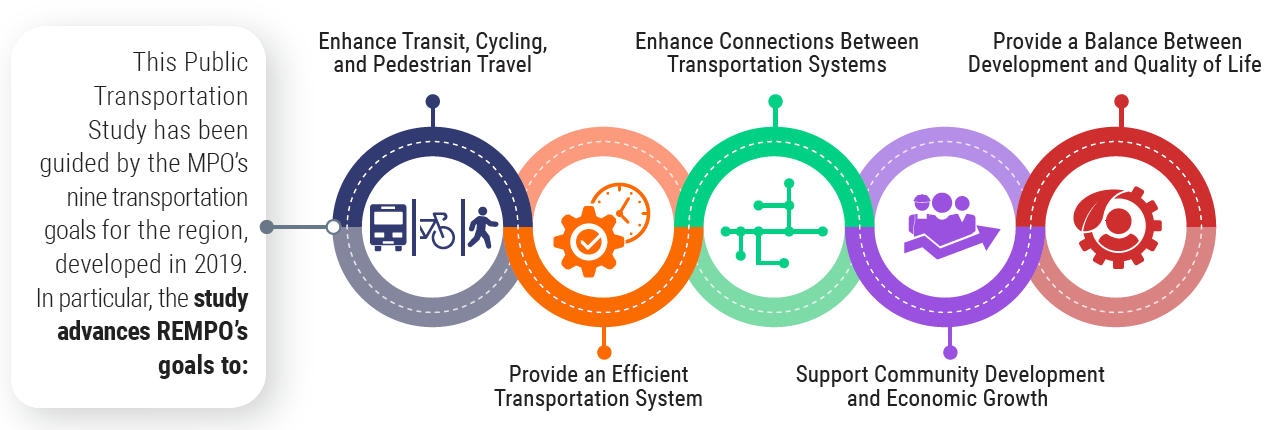 This Public
Transportation
Study has been
guided by the MPO’s
nine transportation
goals for the region,
developed in 2019.
In particular, the study
advances REMPO’s
goals to:
Enhance Transit, Cycling,
and Pedestrian Travel
Provide an Efficient
Transportation System
Enhance Connections Between
Transportation Systems
Support Community Development
and Economic Growth
Provide a Balance Between
Development and Quality of Life